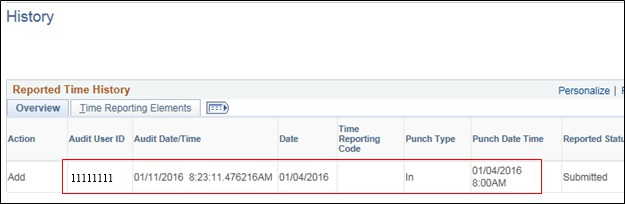 History
Reported Time History
Personalize |
Overview Time Reporting Elements
Action Audit User ID Audit Date/Time Date Time Reporting Code Punch Type Punch Date Time Reported Statu
Add 11111111 01/11/2016 8:23:11.476216AM 01/04/2016 In 01/04/2016 8:00AM Submitted